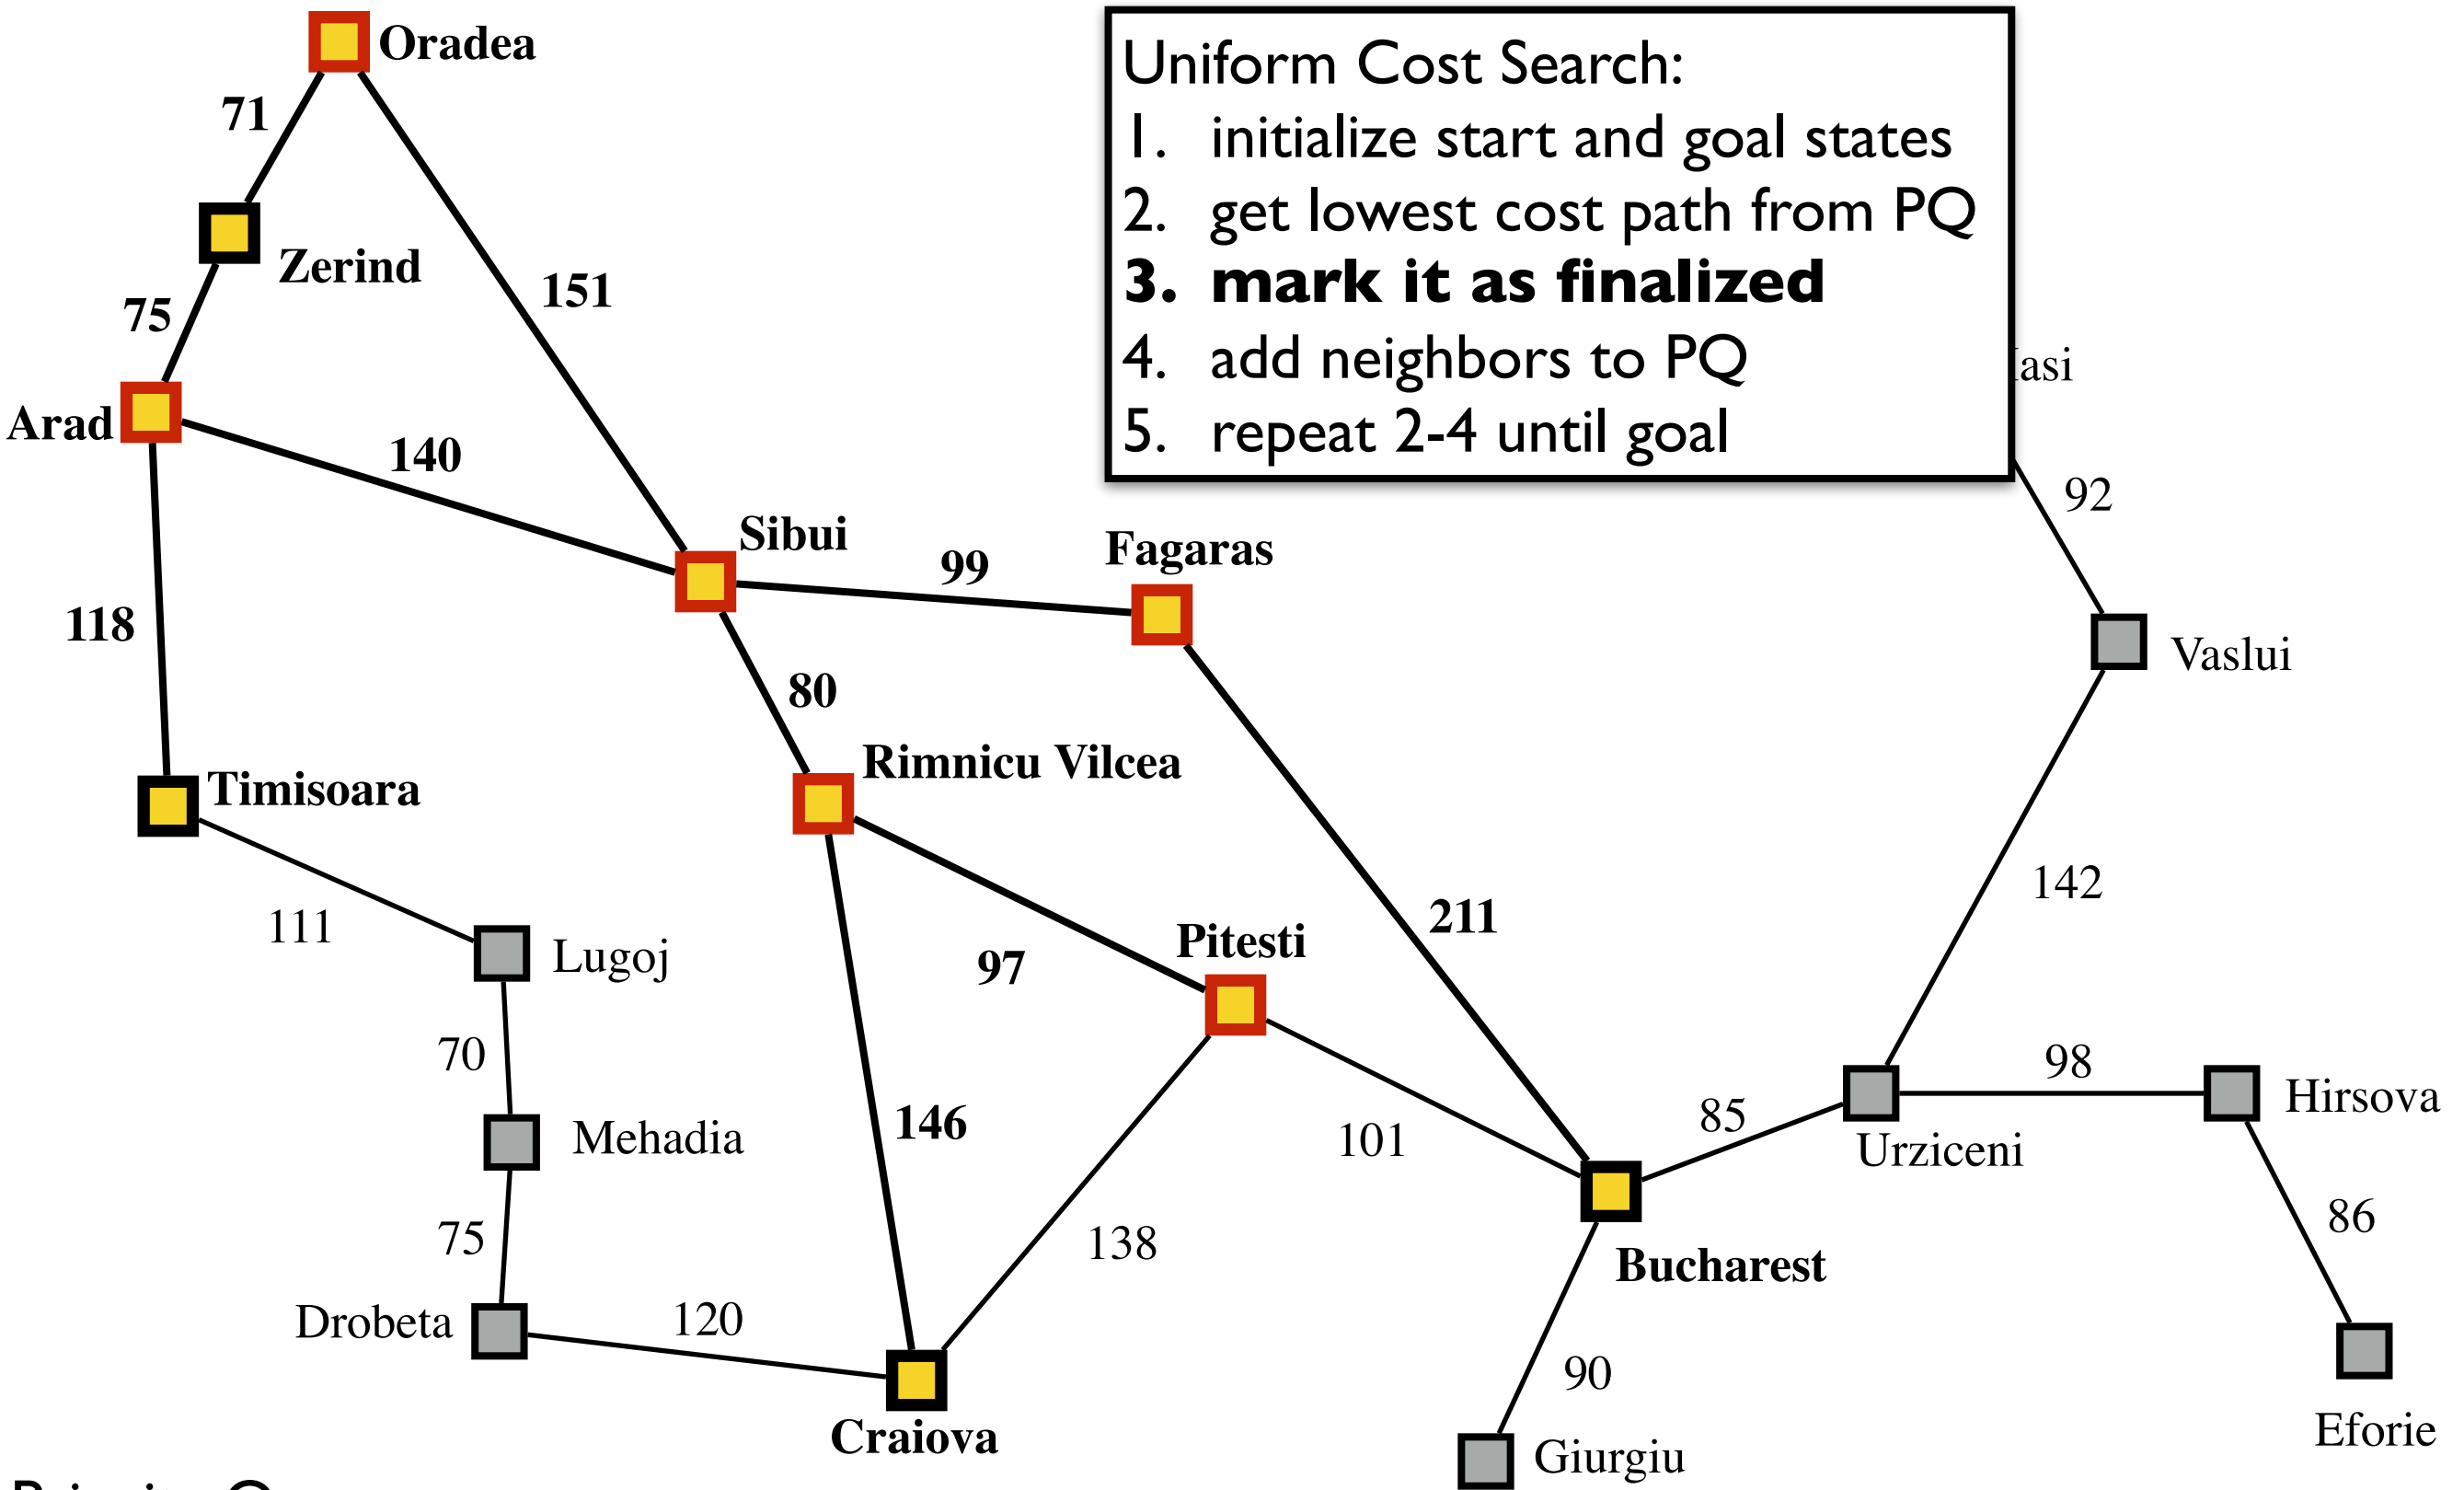 Oradea
Uniform Cost Search:
1. initialize start and goal states
2. get lowest cost path from PQ
3. mark it as finalized
4. add neighbors to PQ
5. repeat 2-4 until goal
71
Zerind
151
75
Arad
140
92
Sibui
99
Fagaras
118
Vaslui
80
Rimnicu Vilcea
Timisoara
142
211
111
Lugoj
97
Pitesti
70
98
Hirsova
Mehadia
146
101
85
Urziceni
75
138
86
Bucharest
Drobeta
120
90
Craiova
Eforie
Giurgiu